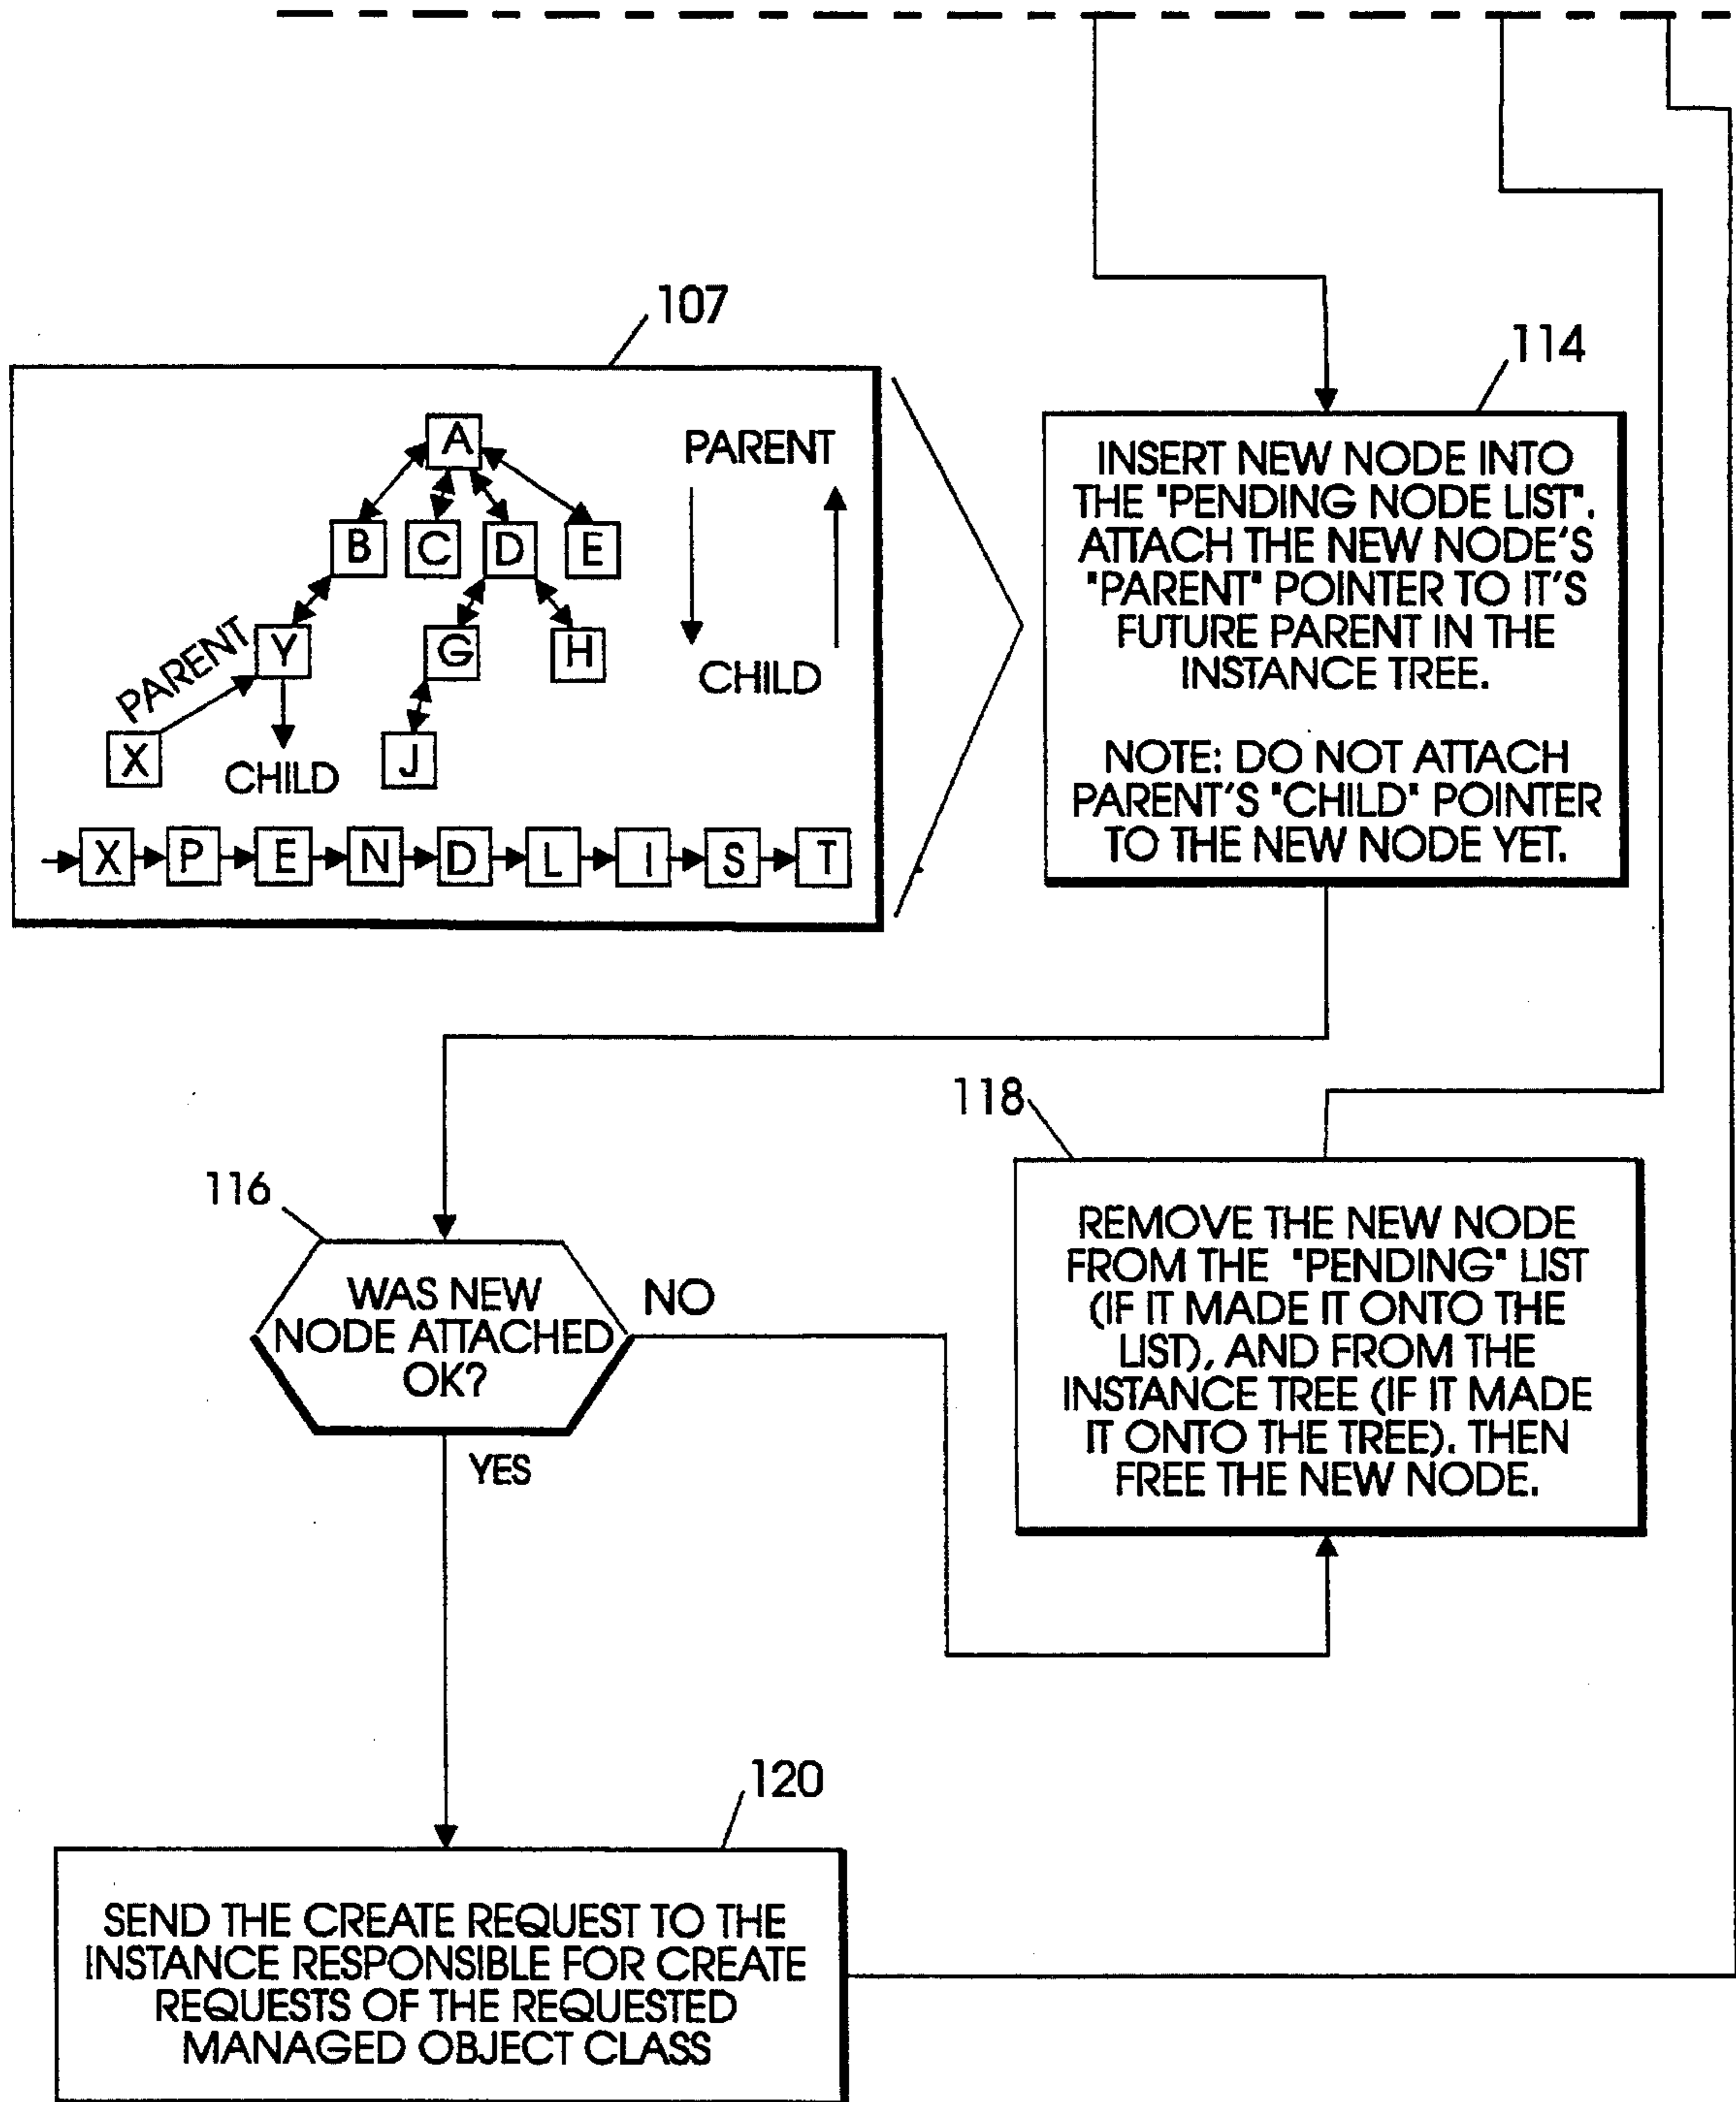 107
A
PARENT
B C D E
PARENT
Y
G
H
CHILD
X
CHILD
J
X P E N D L I S T
114
INSERT NEW NODE INTO
THE "PENDING NODE LIST".
ATTACH THE NEW NODE'S
"PARENT" POINTER TO IT'S
FUTURE PARENT IN THE
INSTANCE TREE.
NOTE: DO NOT ATTACH
PARENT'S "CHILD" POINTER
TO THE NEW NODE YET.
116
WAS NEW
NODE ATTACHED
OK?
NO
YES
118
REMOVE THE NEW NODE
FROM THE "PENDING" LIST
(IF IT MADE IT ONTO THE
LIST), AND FROM THE
INSTANCE TREE (IF IT MADE
IT ONTO THE TREE). THEN
FREE THE NEW NODE.
120
SEND THE CREATE REQUEST TO THE
INSTANCE RESPONSIBLE FOR CREATE
REQUESTS OF THE REQUESTED
MANAGED OBJECT CLASS